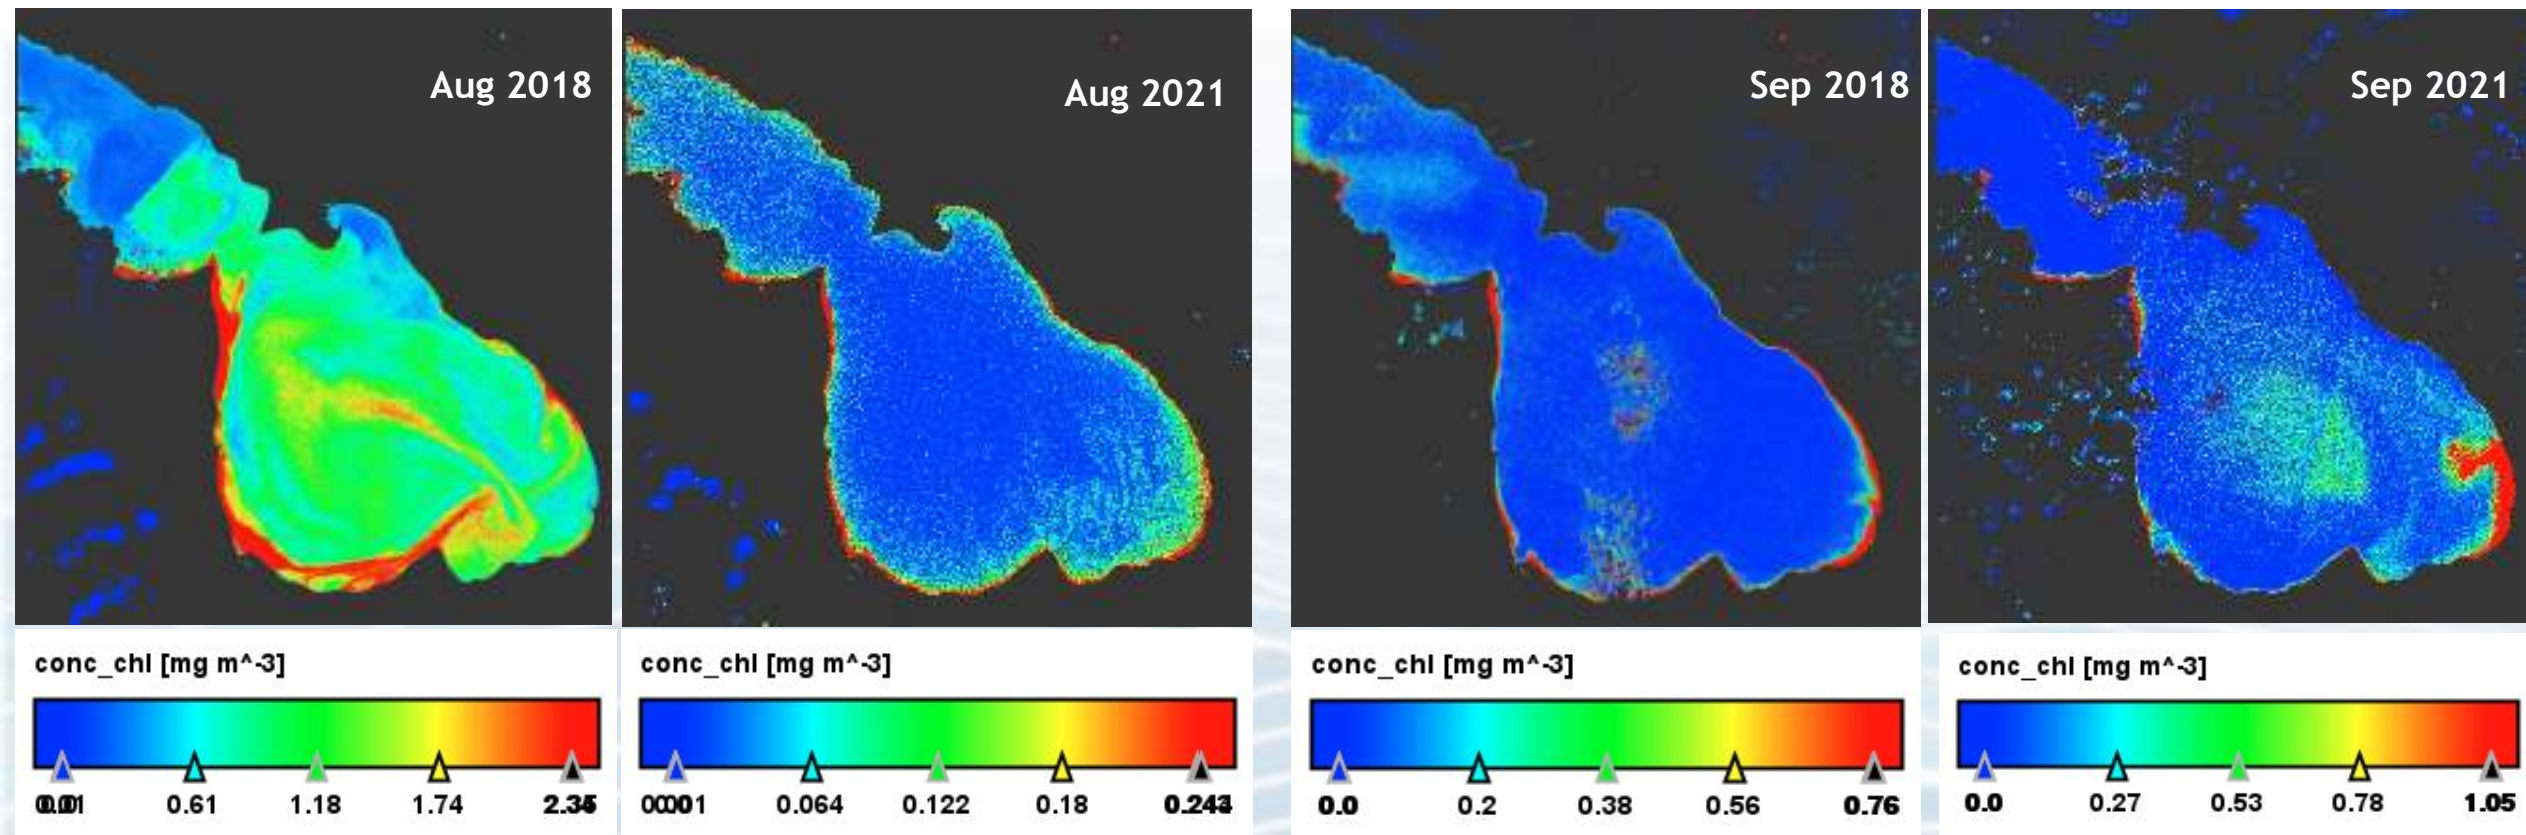 Aug 2018
Aug 2021
Sep 2018
Sep 2021
conc_chl [mg m^-3]
0.61 1.18 1.74
conc_chl [mg m^-3]
0.064 0.122 0.18
conc_chl [mg m^-3]
0.0 0.2 0.38 0.56 0.76
conc_chl [mg m^-3]
0.0 0.27 0.53 0.78 1.05